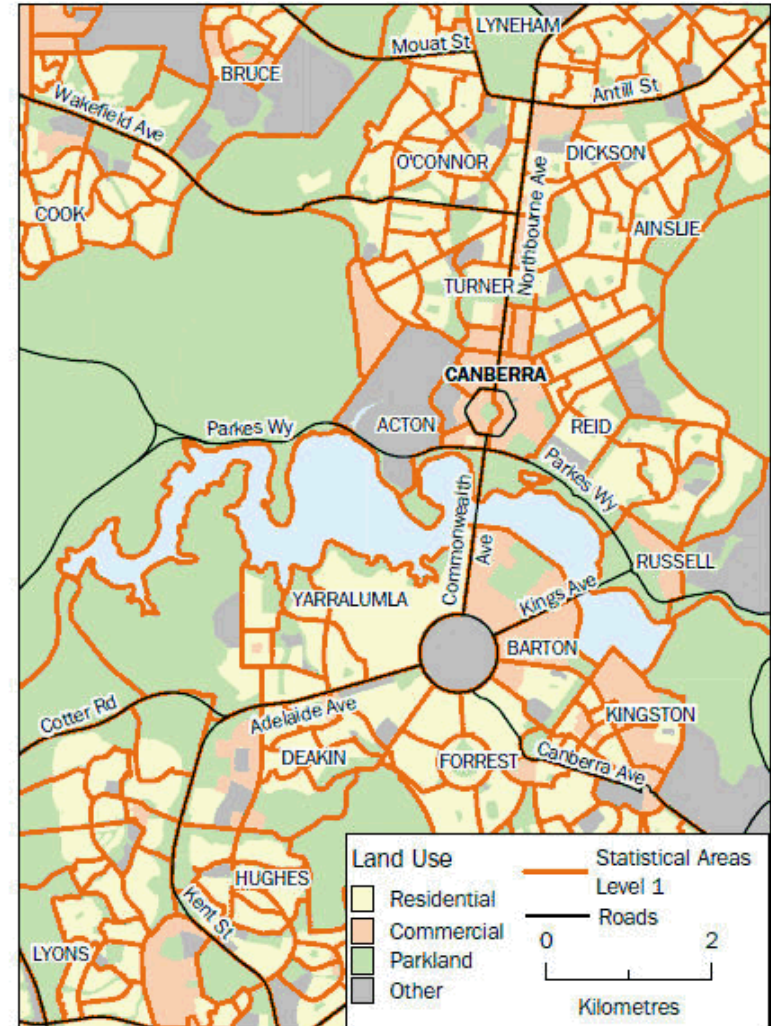 LYNEHAM
Mouat St
BRUCE
Antill St
Wakefield Ave
O'CONNOR
DICKSON
Northbourne Ave
COOK
AINSLIE
TURNER
CANBERRA
ACTON
REID
Parkes Wy
Parkes Wy
Commonwealth
Ave
RUSSELL
YARRALUMLA
Kings Ave
BARTON
Cotter Rd
Adelaide Ave
KINGSTON
DEAKIN
FORREST
Canberra Ave
HUGHES
Kent St
LYONS
Land Use
Residential
Commercial
Parkland
Other
Statistical Areas
Level 1
Roads
0 2
Kilometres